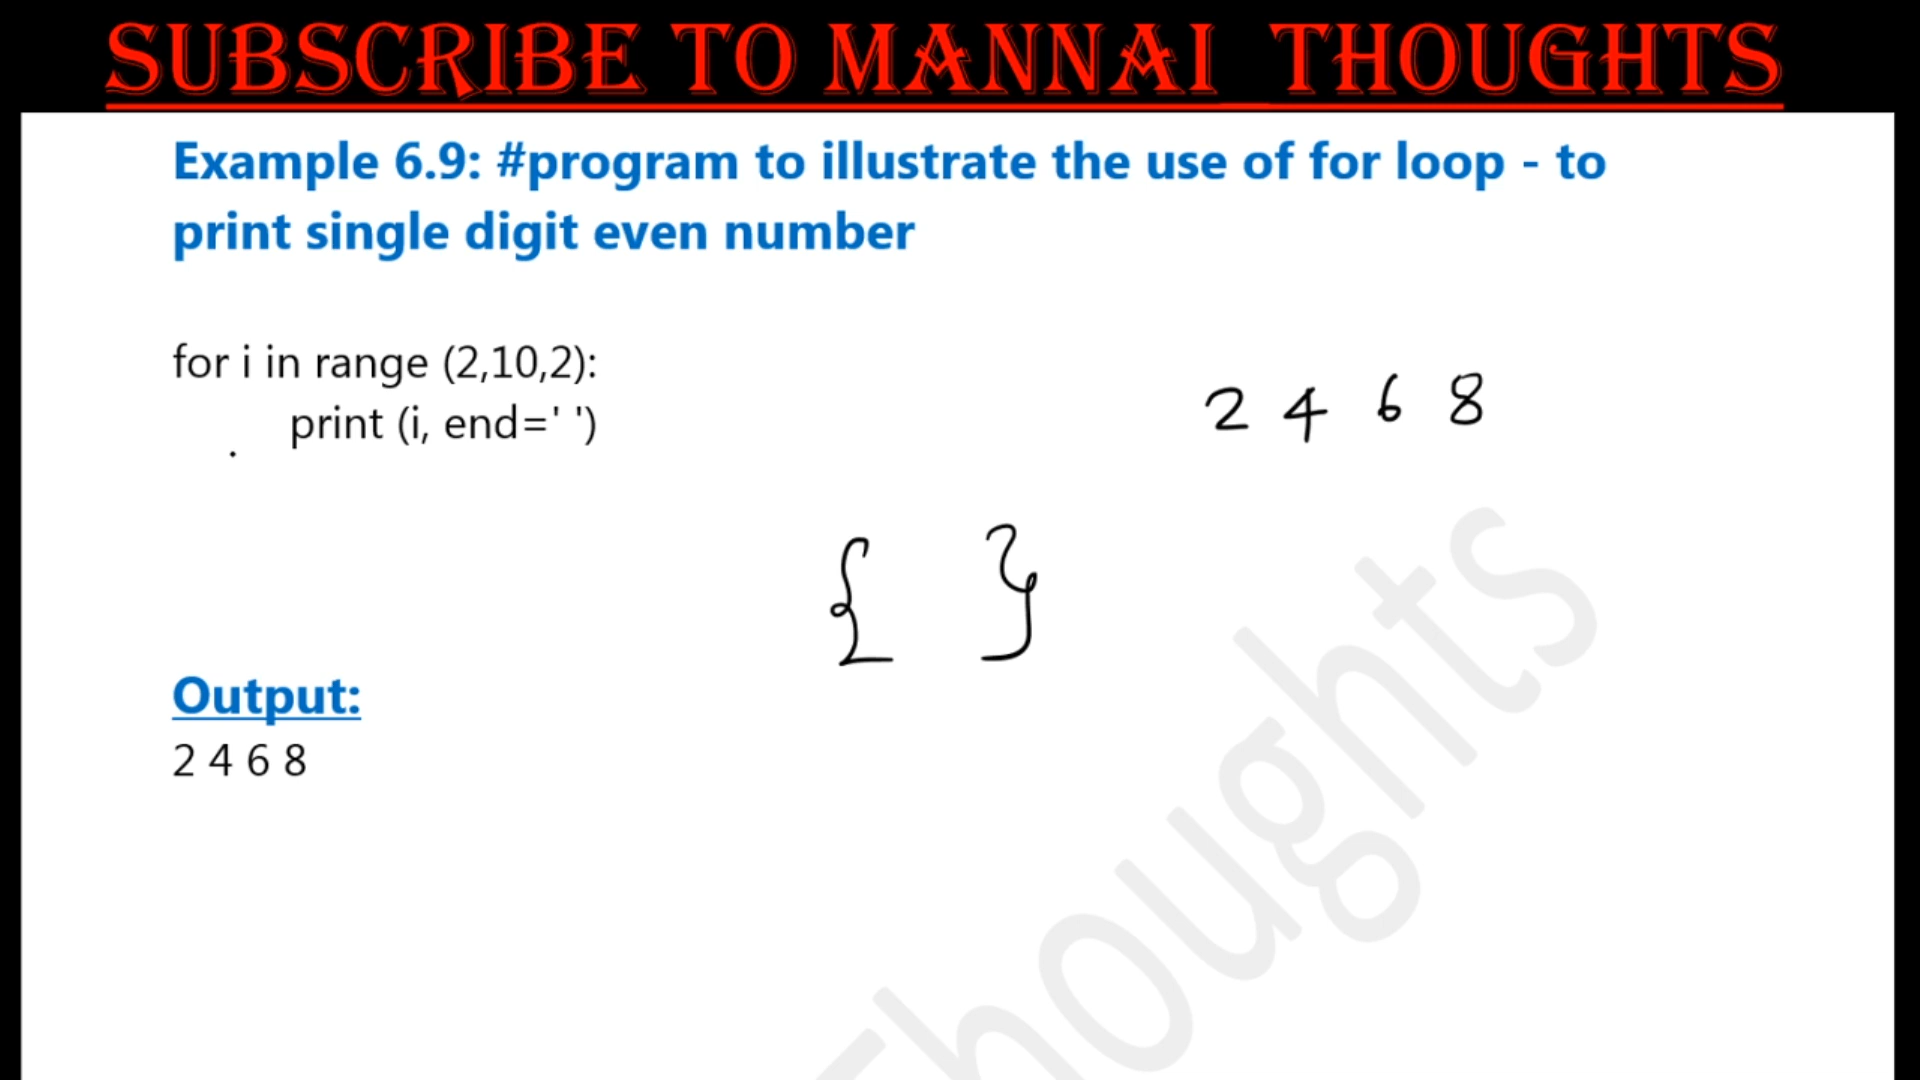 SUBSCRIBE TO MANNAI THOUGHTS
Example 6.9: #program to illustrate the use of for loop - to
print single digit even number
for i in range (2,10,2):
print (i, end=' ')
2 4 6 8
{ }
Output:
2 4 6 8
Thoughts